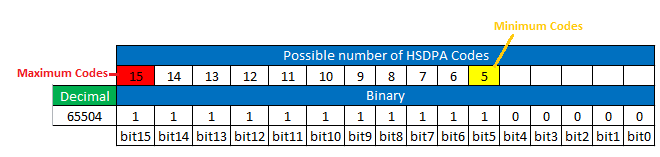 Minimum Codes
Possible number of HSDPA Codes
Maximum Codes 15 14 13 12 11 10 9 8 7 6 5
Decimal Binary
65504 1 1 1 1 1 1 1 1 1 1 1 0 0 0 0 0
bit15 bit14 bit13 bit12 bit11 bit10 bit9 bit8 bit7 bit6 bit5 bit4 bit3 bit2 bit1 bit0